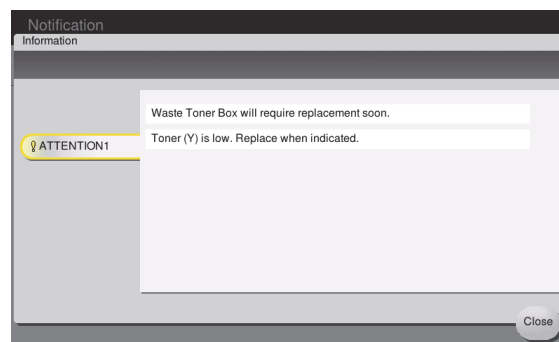 Notification
Information
Waste Toner Box will require replacement soon.
ATTENTION1
Toner (Y) is low. Replace when indicated.
Close